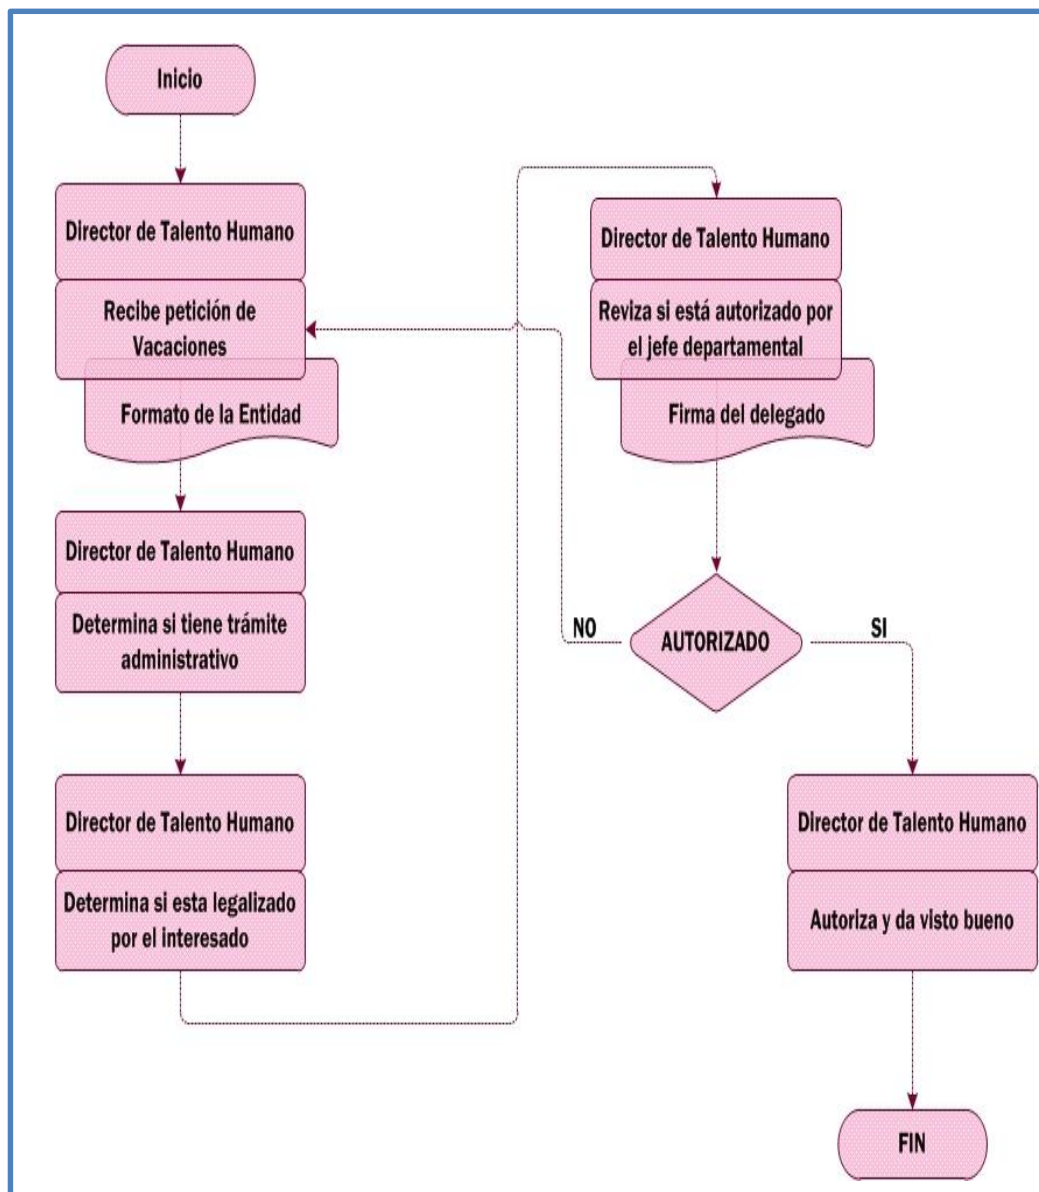 Inicio
Director de Talento Humano
Recibe petición de
Vacaciones
Formato de la Entidad
Director de Talento Humano
Determina si tiene trámite
administrativo
Director de Talento Humano
Determina si esta legalizado
por el interesado
Director de Talento Humano
Reviza si está autorizado por
el jefe departamental
Firma del delegado
AUTORIZADO
NO
SI
Director de Talento Humano
Autoriza y da visto bueno
FIN